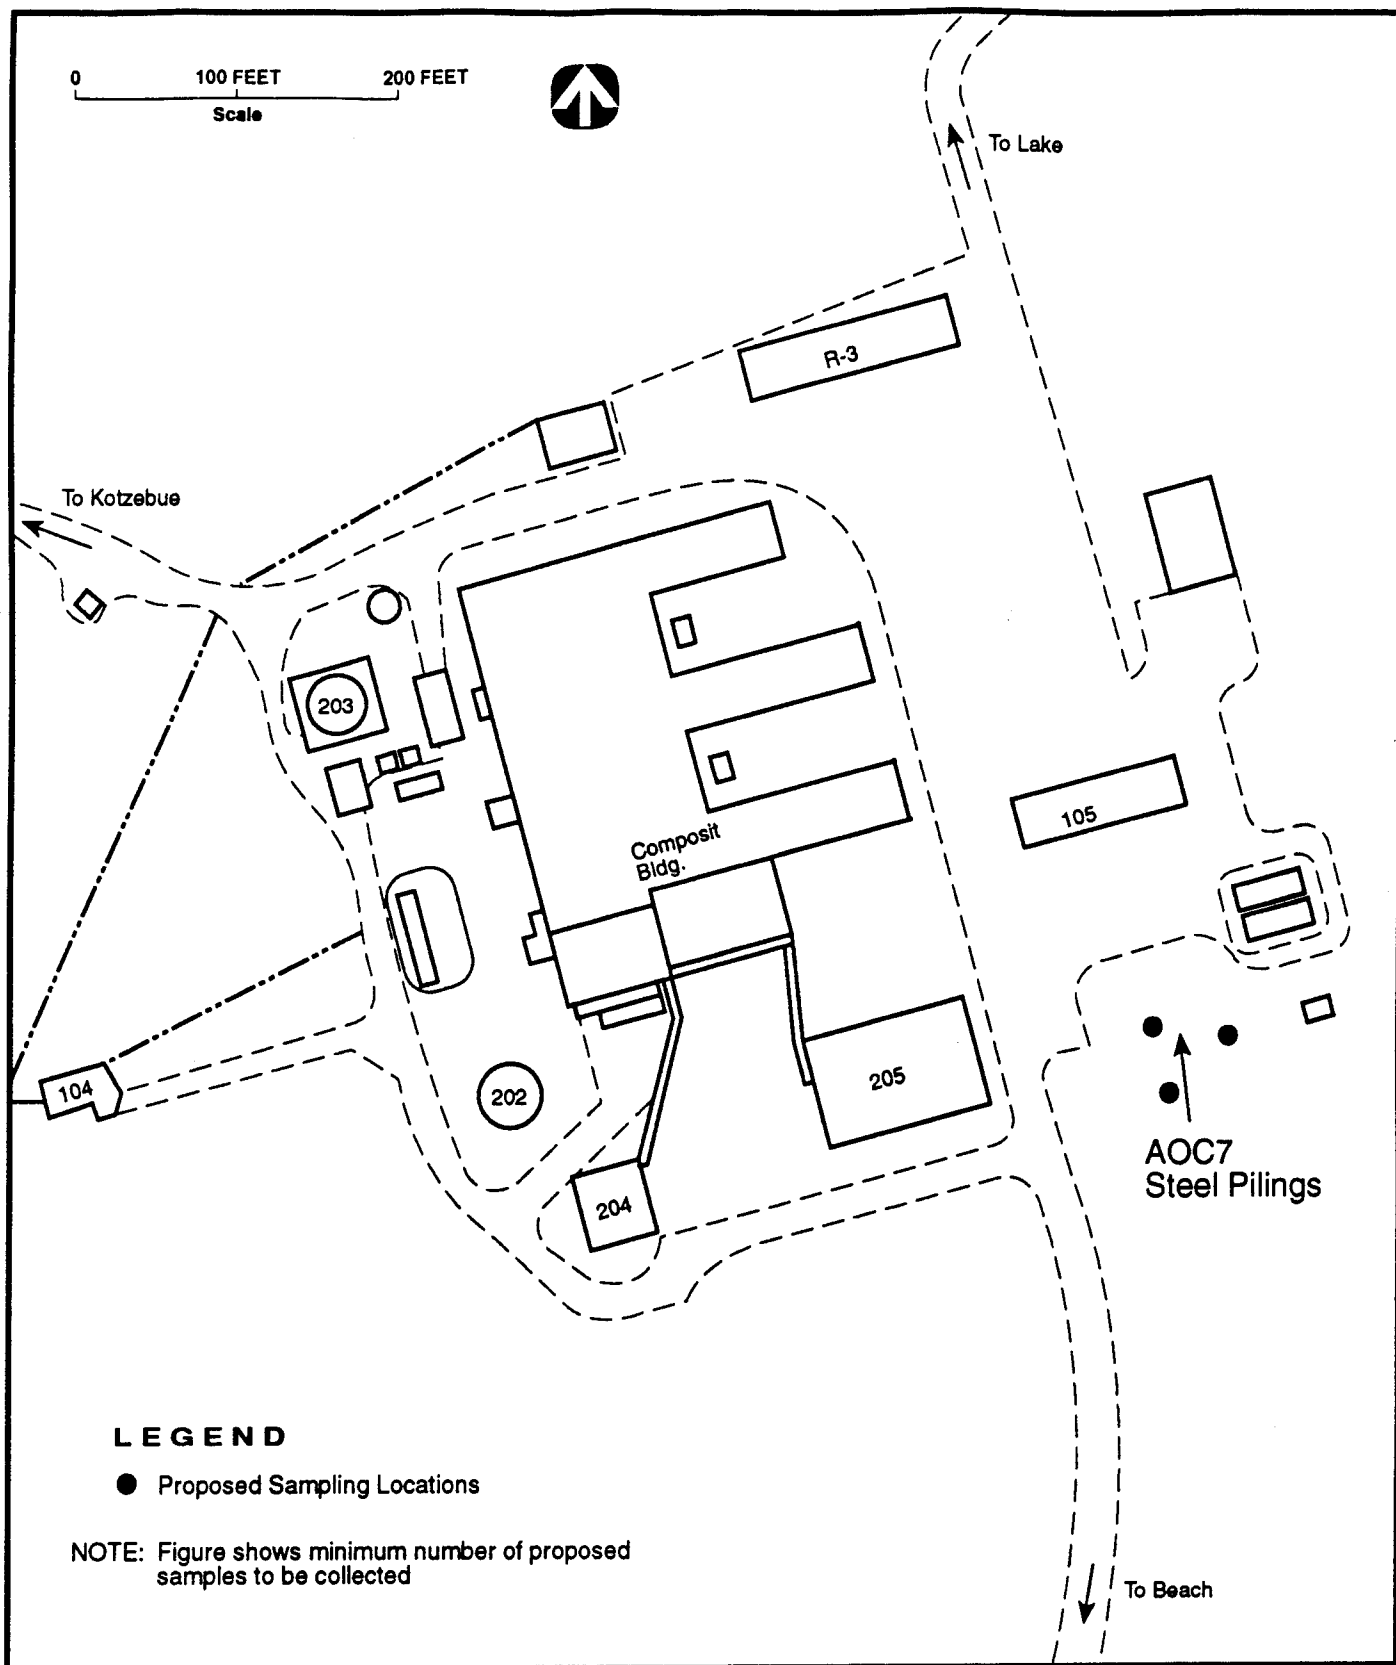 0 100 FEET 200 FEET
Scale
To Lake
R-3
To Kotzebue
203
105
Composit
Bldg.
104
202
205
204
AOC7
Steel Pilings
LEGEND
Proposed Sampling Locations
NOTE: Figure shows minimum number of proposed
samples to be collected
To Beach